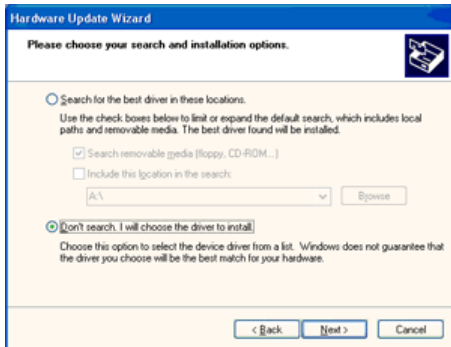 Hardware Update Wizard
Please choose your search and installation options.
Search for the best driver in these locations.
Use the check boxes below to limit or expand the default search, which includes local
paths and removable media. The best driver found will be installed.
Search removable media (floppy, CD-ROM...)
Include this location in the search:
A:\
Browse
Don't search. I will choose the driver to install.
Choose this option to select the device driver from a list. Windows does not guarantee that
the driver you choose will be the best match for your hardware.
< Back Next > Cancel